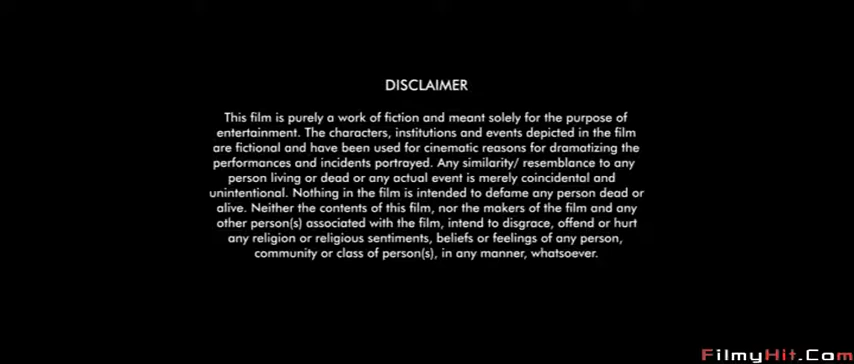 DISCLAIMER
This film is purely a work of fiction and meant solely for the purpose of
entertainment. The characters, institutions and events depicted in the film
are fictional and have been used for cinematic reasons for dramatizing the
performances and incidents portrayed. Any similarity/ resemblance to any
person living or dead or any actual event is merely coincidental and
unintentional. Nothing in the film is intended to defame any person dead or
alive. Neither the contents of this film, nor the makers of the film and any
other person(s) associated with the film, intend to disgrace, offend or hurt
any religion or religious sentiments, beliefs or feelings of any person,
community or class of person(s), in any manner, whatsoever.
FilmyHit.Com